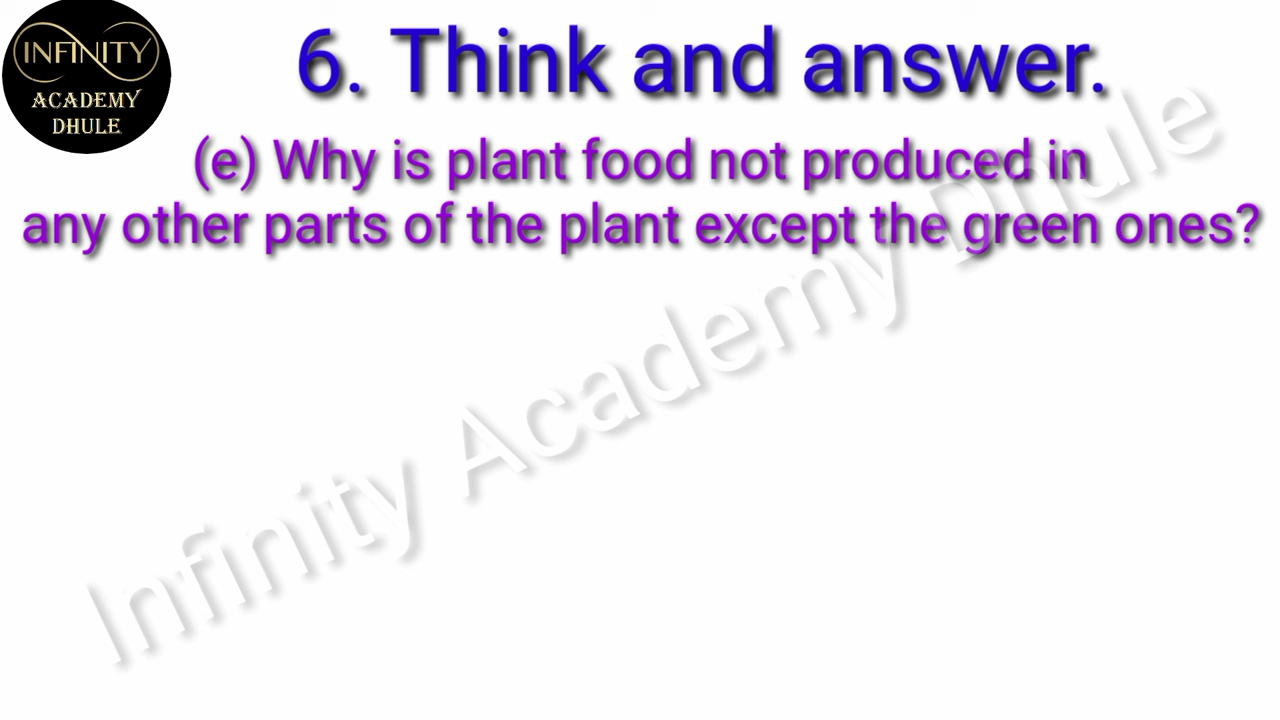 INFINITY
ACADEMY
DHULE
6. Think and answer.
(e) Why is plant food not produced in
any other parts of the plant except the green ones?
Infinity Academy Dhule